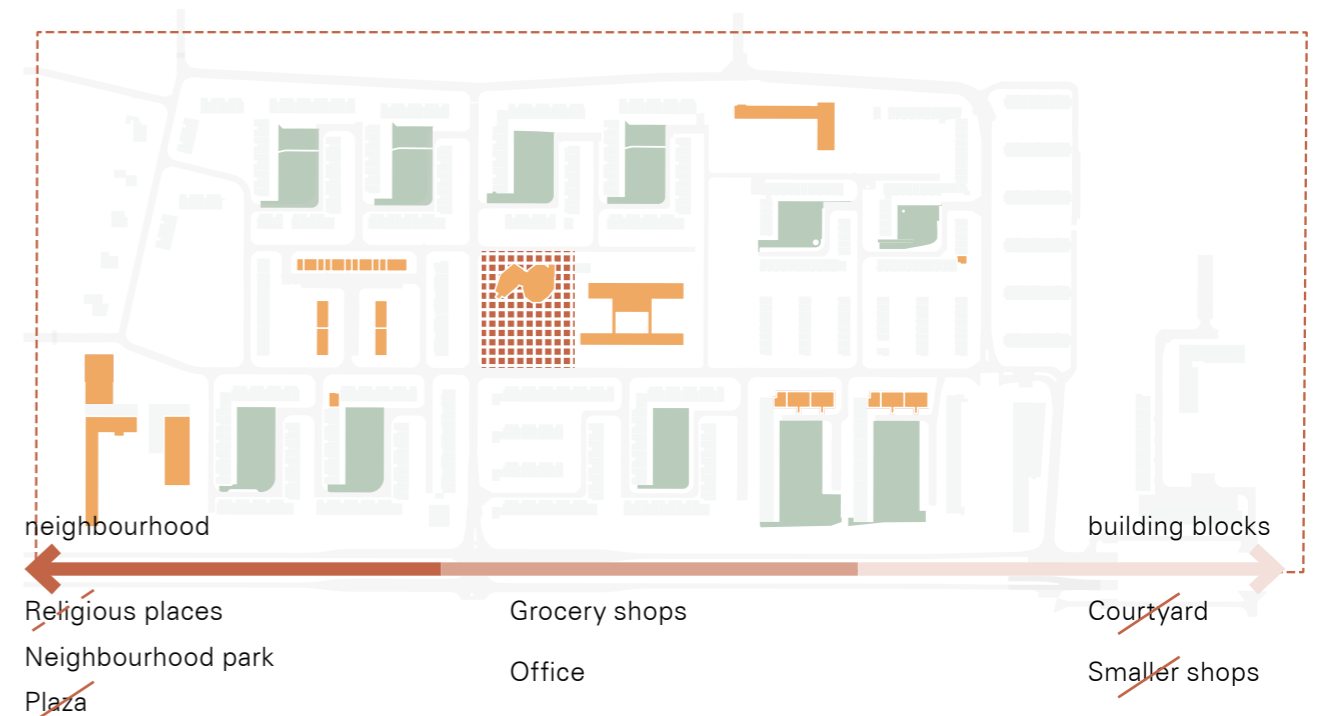 neighbourhood
building blocks
Religious places
Grocery shops
Courtyard
Neighbourhood park
Office
Smaller shops
Plaza